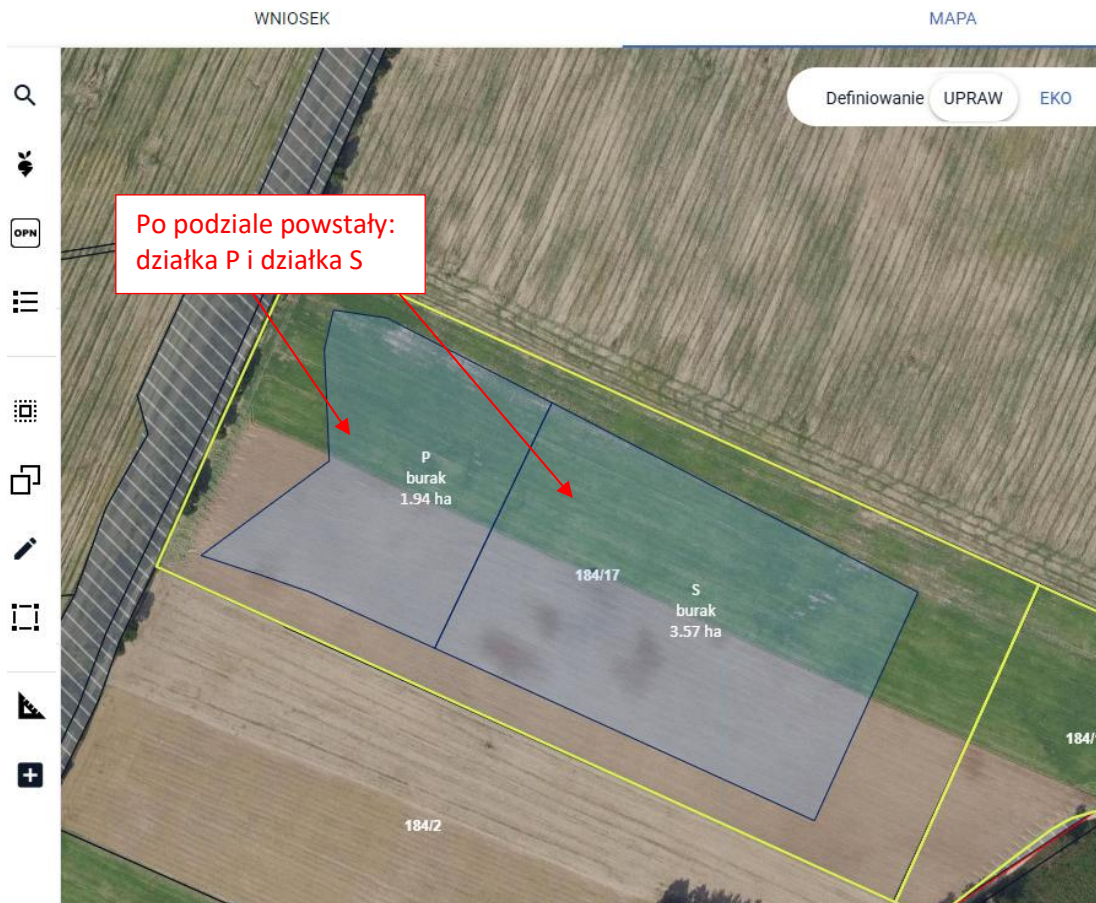 WNIOSEK
MAPA
Definiowanie UPRAW EKO
OPN
Po podziale powstały:
działka P i działka S
P
burak
1.94 ha
184/17
S
burak
3.57 ha
184/
184/2